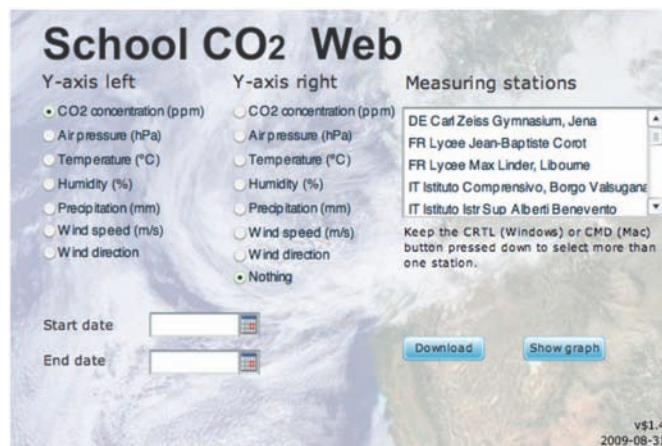 School CO2 Web
Y-axis left
CO2 concentration (ppm)
Air pressure (hPa)
Temperature (°C)
Humidity (%)
Precipitation (mm)
Wind speed (m/s)
Wind direction
Y-axis right
CO2 concentration (ppm)
Air pressure (hPa)
Temperature (°C)
Humidity (%)
Precipitation (mm)
Wind speed (m/s)
Wind direction
Nothing
Measuring stations
DE Carl Zeiss Gymnasium, Jena
FR Lycee Jean-Baptiste Corot
FR Lycee Max Linder, Libourne
IT Istituto Comprensivo, Borgo Valsugana
IT Istituto Istr Sup Alberti Benevento
Keep the CRTL (Windows) or CMD (Mac)
button pressed down to select more than
one station.
Start date
End date
Download
Show graph
v$1.4
2009-08-31